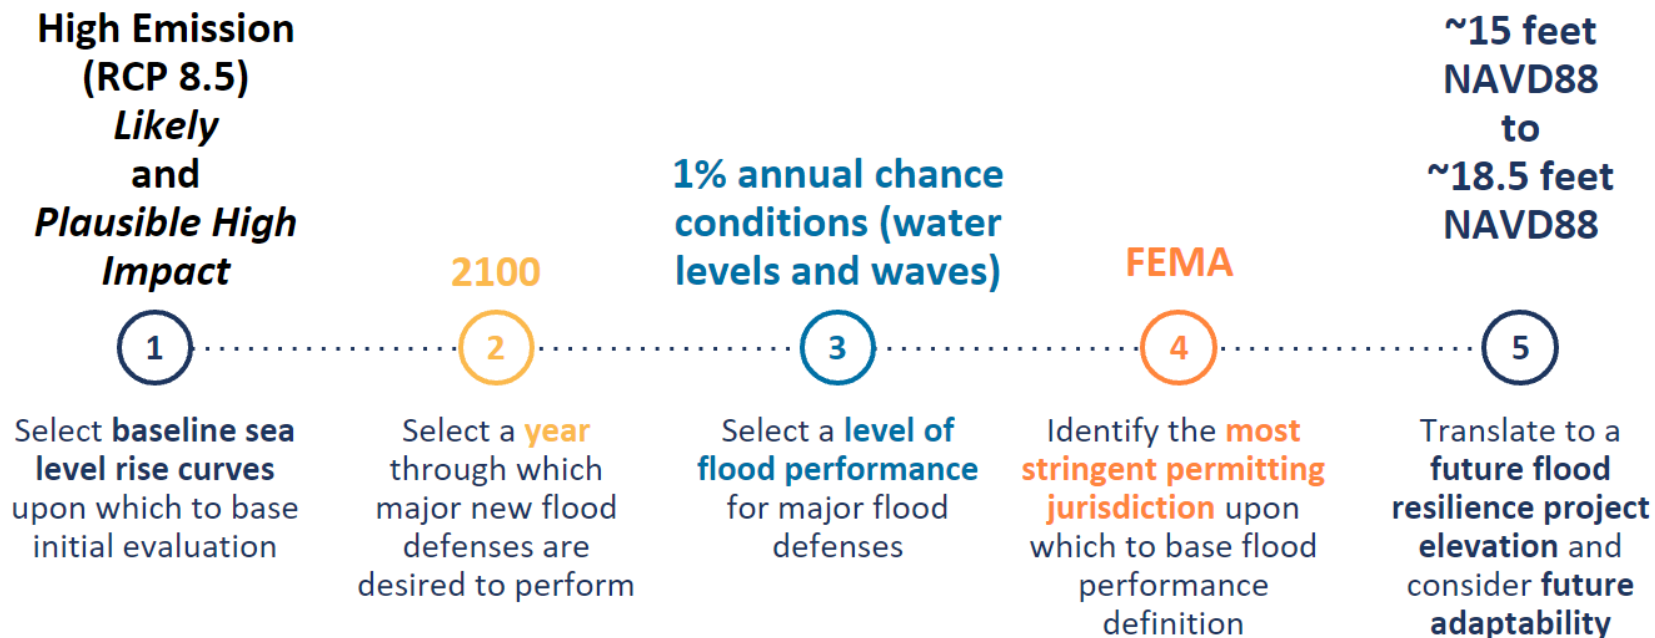 High Emission
(RCP 8.5)
Likely
and
Plausible High
Impact
1
Select baseline sea
level rise curves
upon which to base
initial evaluation
2100
2
Select a year
through which
major new flood
defenses are
desired to perform
1% annual chance
conditions (water
levels and waves)
3
Select a level of
flood performance
for major flood
defenses
FEMA
4
Identify the most
stringent permitting
jurisdiction upon
which to base flood
performance
definition
~15 feet
NAVD88
to
~18.5 feet
NAVD88
5
Translate to a
future flood
resilience project
elevation and
consider future
adaptability